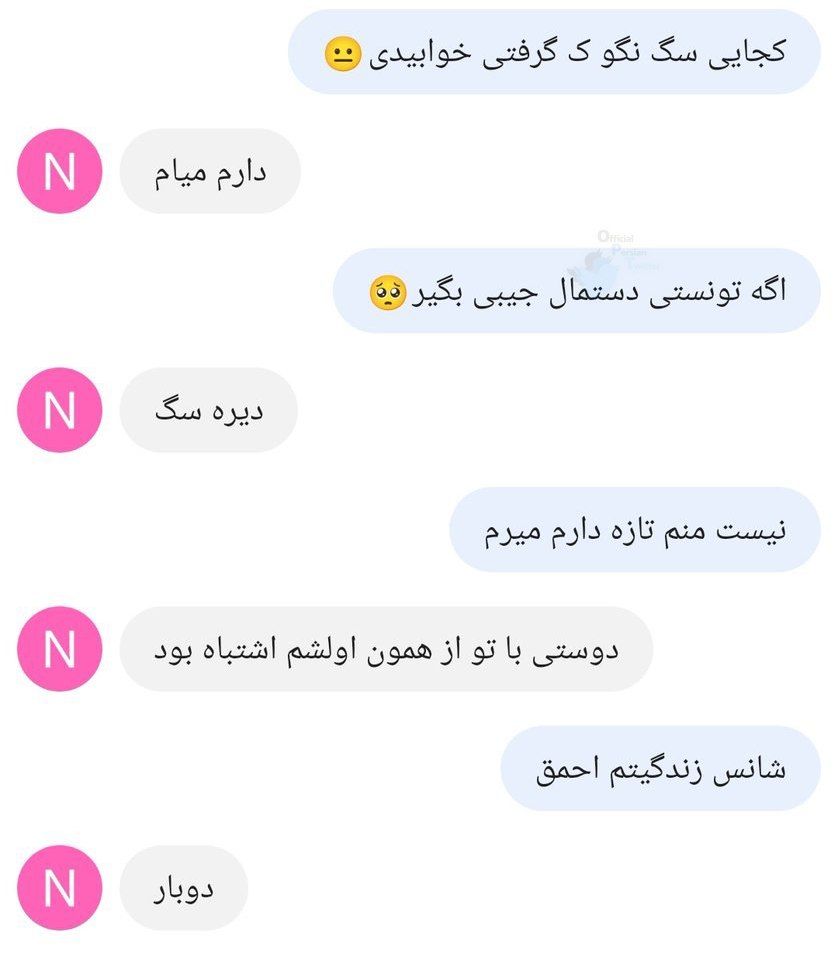 کجایی سگ نگو ک گرفتی خوابیدی 😐
N
دارم میام
Official
Persian
Twitter
اگه تونستی دستمال جیبی بگیر 🥺
N
دیره سگ
نیست منم تازه دارم میرم
N
دوستی با تو از همون اولشم اشتباه بود
شانس زندگیتم احمق
N
دوبار